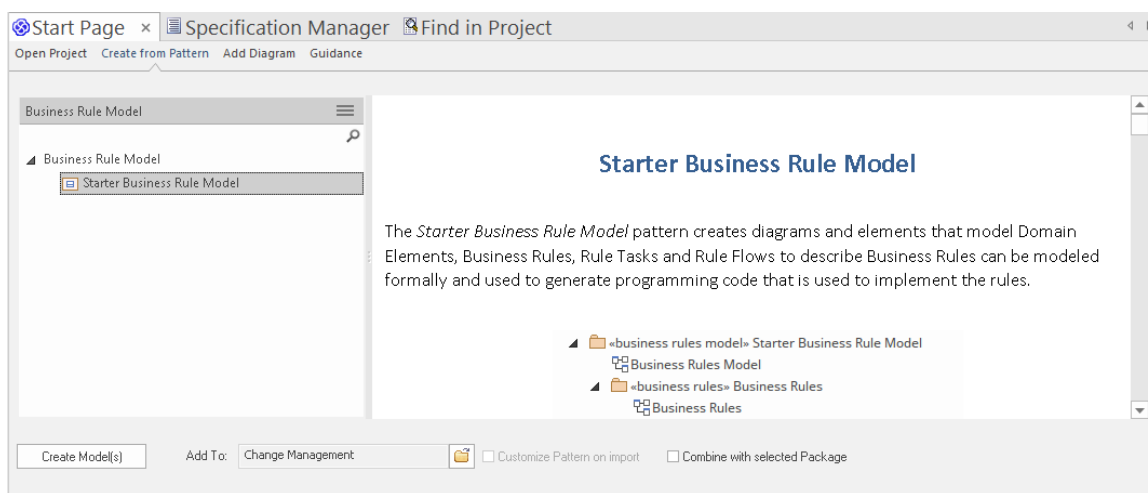 Start Page × Specification Manager Find in Project
Open Project Create from Pattern Add Diagram Guidance
Business Rule Model
Business Rule Model
Starter Business Rule Model
Starter Business Rule Model
The Starter Business Rule Model pattern creates diagrams and elements that model Domain
Elements, Business Rules, Rule Tasks and Rule Flows to describe Business Rules can be modeled
formally and used to generate programming code that is used to implement the rules.
«business rules model» Starter Business Rule Model
Business Rules Model
«business rules» Business Rules
Business Rules
Create Model(s) Add To: Change Management Customize Pattern on import Combine with selected Package